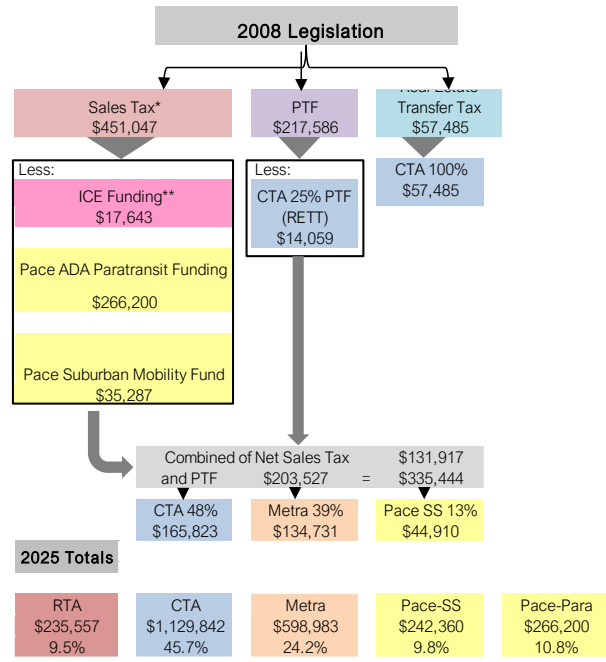 2008 Legislation
Sales Tax*
$451,047
PTF
$217,586
Real Estate
Transfer Tax
$57,485
Less:
ICE Funding**
$17,643
Pace ADA Paratransit Funding
$266,200
Pace Suburban Mobility Fund
$35,287
Less:
CTA 25% PTF
(RETT)
$14,059
CTA 100%
$57,485
Combined of Net Sales Tax $131,917
and PTF $203,527 = $335,444
CTA 48%
$165,823
Metra 39%
$134,731
Pace SS 13%
$44,910
2025 Totals
RTA
$235,557
9.5%
CTA
$1,129,842
45.7%
Metra
$598,983
24.2%
Pace-SS
$242,360
9.8%
Pace-Para
$266,200
10.8%